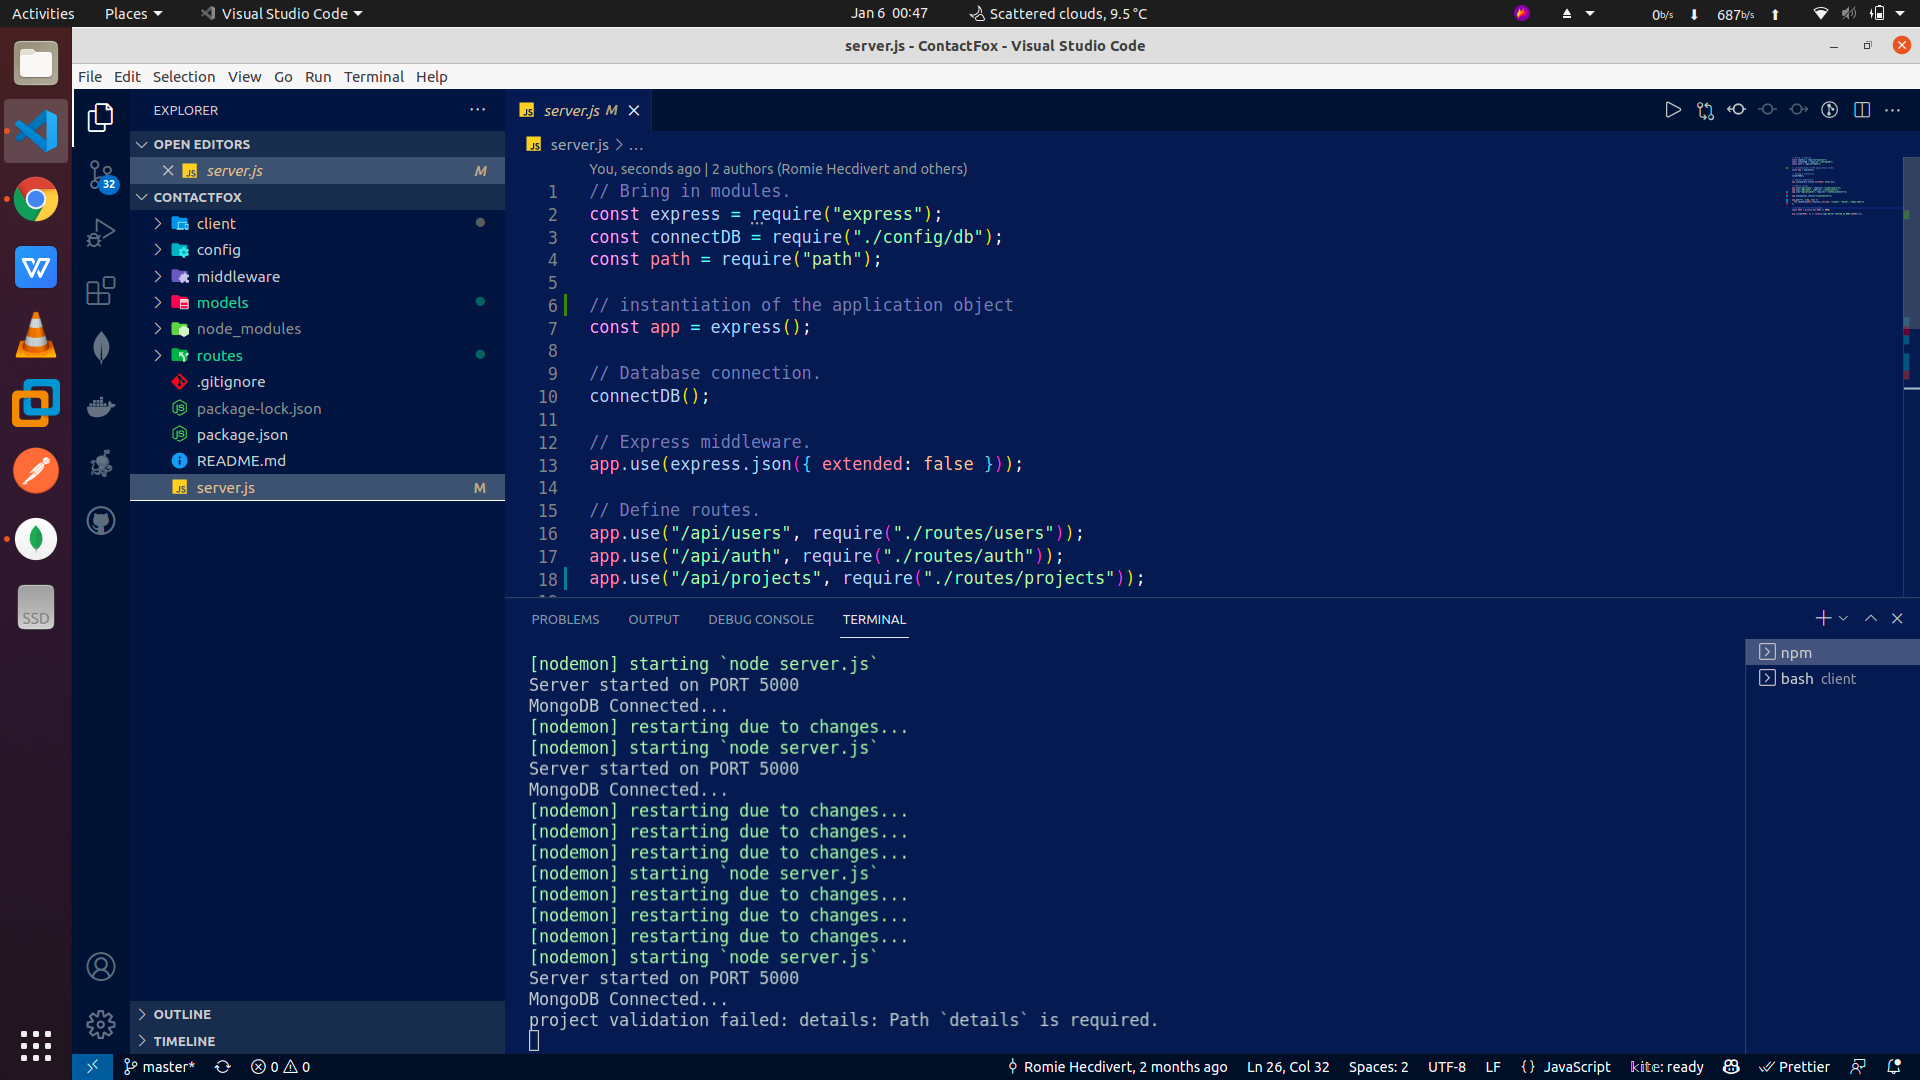 Activities Places Visual Studio Code Jan 6 00:47 Scattered clouds, 9.5 °C 0b/s 687b/s
server.js - ContactFox - Visual Studio Code
File Edit Selection View Go Run Terminal Help
EXPLORER
OPEN EDITORS
server.js M
CONTACTFOX
client
config
middleware
models
node_modules
routes
.gitignore
package-lock.json
package.json
README.md
server.js M
OUTLINE
TIMELINE
32
SSD
JS server.js M
JS server.js > ...
You, seconds ago | 2 authors (Romie Hecdivert and others)
1 // Bring in modules.
2 const express = require("express");
3 const connectDB = require("./config/db");
4 const path = require("path");
5
6 // instantiation of the application object
7 const app = express();
8
9 // Database connection.
10 connectDB();
11
12 // Express middleware.
13 app.use(express.json({ extended: false }));
14
15 // Define routes.
16 app.use("/api/users", require("./routes/users"));
17 app.use("/api/auth", require("./routes/auth"));
18 app.use("/api/projects", require("./routes/projects"));
PROBLEMS OUTPUT DEBUG CONSOLE TERMINAL
[nodemon] starting `node server.js`
Server started on PORT 5000
MongoDB Connected...
[nodemon] restarting due to changes...
[nodemon] starting `node server.js`
Server started on PORT 5000
MongoDB Connected...
[nodemon] restarting due to changes...
[nodemon] restarting due to changes...
[nodemon] restarting due to changes...
[nodemon] starting `node server.js`
[nodemon] restarting due to changes...
[nodemon] restarting due to changes...
[nodemon] restarting due to changes...
[nodemon] starting `node server.js`
Server started on PORT 5000
MongoDB Connected...
project validation failed: details: Path `details` is required.
npm
bash client
master* 0 0 Romie Hecdivert, 2 months ago Ln 26, Col 32 Spaces: 2 UTF-8 LF {} JavaScript kite: ready Prettier